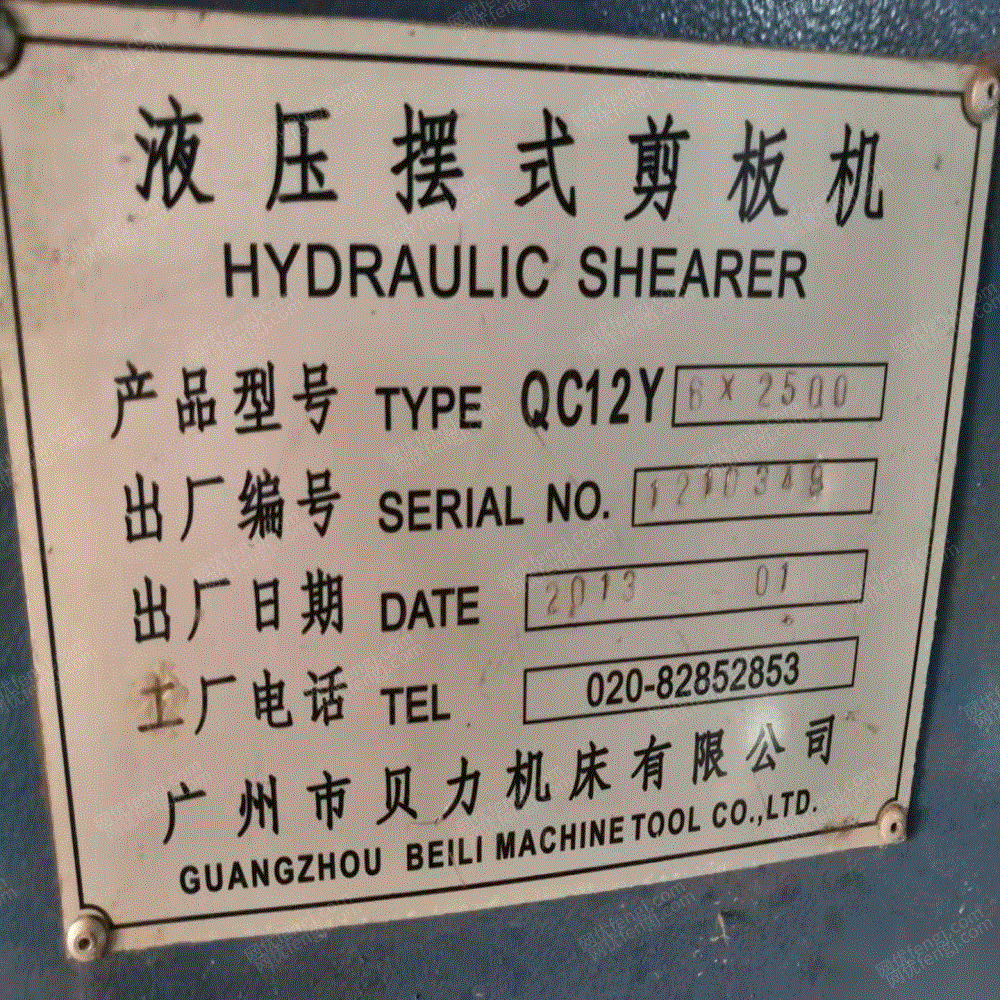 液压摆式剪板机
HYDRAULIC SHEARER
产品型号 TYPE QC12Y 6×2500
出厂编号 SERIAL NO. 1210348
出厂日期 DATE 2013 01
工厂电话 TEL 020-82852853
广州市贝力机床有限公司
GUANGZHOU BEILI MACHINE TOOL CO.,LTD.